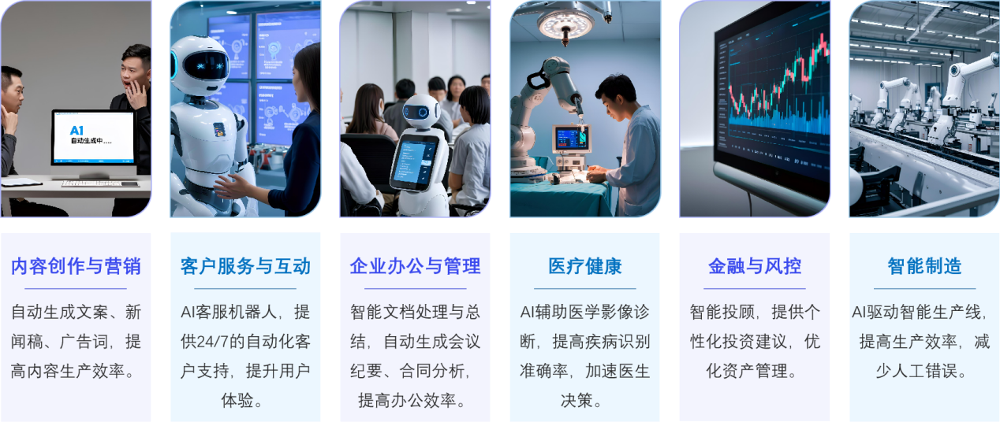 AI
自动生成中....
内容创作与营销
自动生成文案、新
闻稿、广告词，提
高内容生产效率。
客户服务与互动
AI客服机器人，提
供24/7的自动化客
户支持，提升用户
体验。
企业办公与管理
智能文档处理与总
结，自动生成会议
纪要、合同分析，
提高办公效率。
医疗健康
AI辅助医学影像诊
断，提高疾病识别
准确率，加速医生
决策。
金融与风控
智能投顾，提供个
性化投资建议，优
化资产管理。
智能制造
AI驱动智能生产线，
提高生产效率，减
少人工错误。